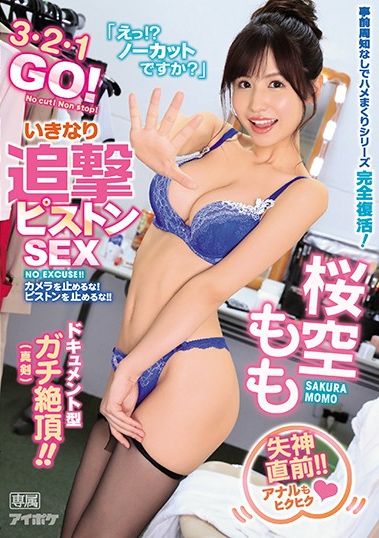 3・2・1
GO!
No cut! Non stop!
「えっ!?
ノーカット
ですか?」
事前周知なしでハメまくりシリーズ 完全復活!
いきなり
追撃
ピストン
SEX
NO EXCUSE!!
カメラを止めるな!
ピストンを止めるな!!
ドキュメント型
ガチ絶頂!!
(真剣)
桜空
もも
SAKURA
MOMO
失神
直前!!
アナルも
ヒクヒク
専属
アイポケ